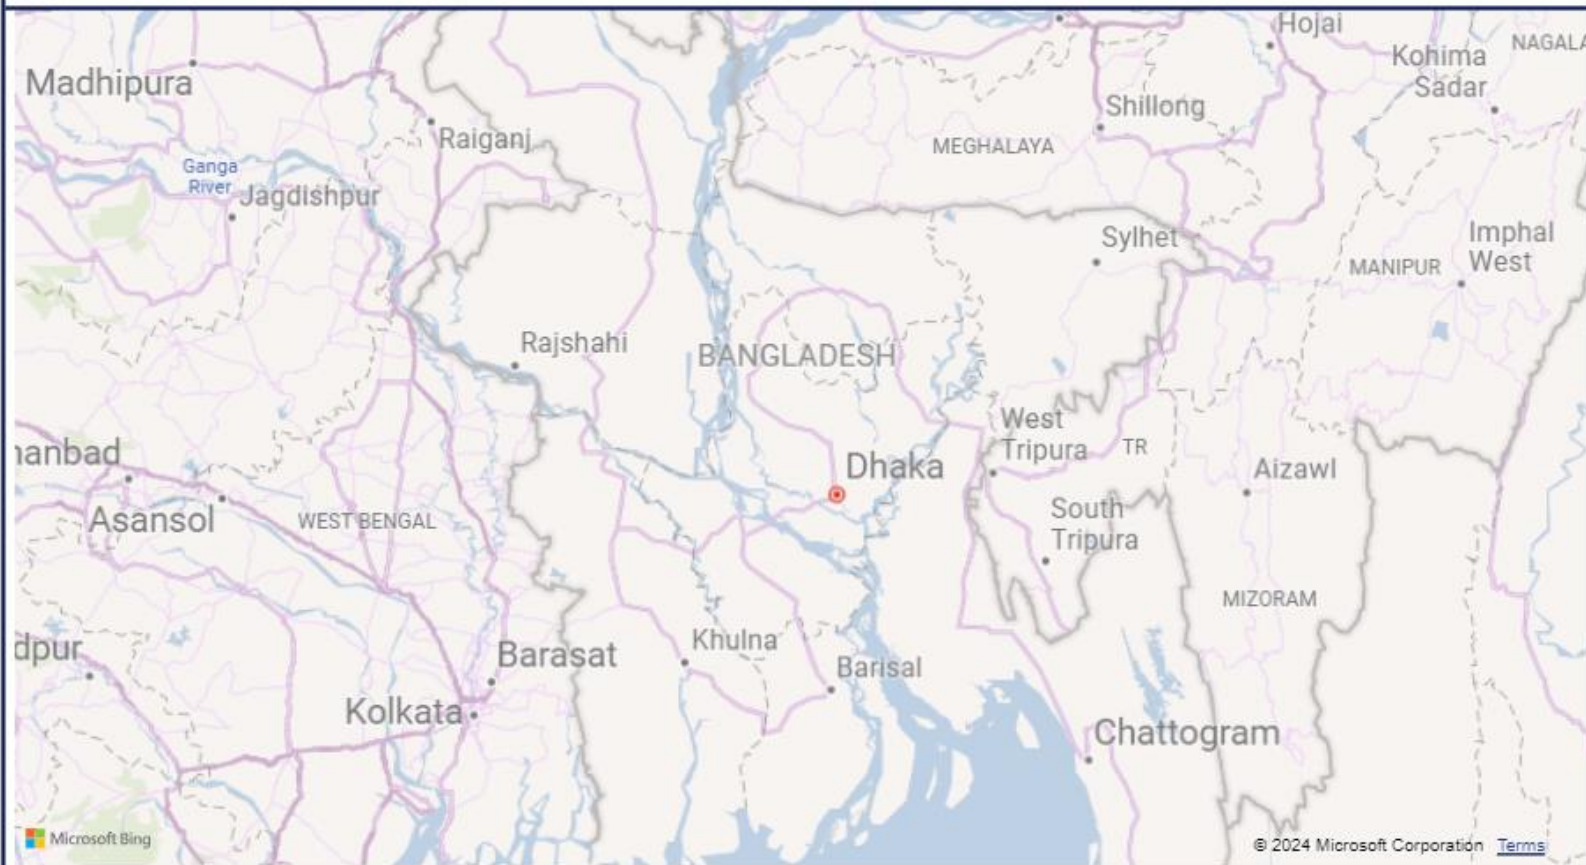 Hojai
NAGALA
Kohima
Sadar
Madhipura
Shillong
Raiganj
MEGHALAYA
Ganga
River
Jagdishpur
Sylhet
Imphal
West
MANIPUR
Rajshahi
BANGLADESH
West
Tripura
TR
hanbad
Dhaka
Aizawl
Asansol
WEST BENGAL
South
Tripura
MIZORAM
dpur
Barasat
Khulna
Barisal
Kolkata
Chattogram
Microsoft Bing
© 2024 Microsoft Corporation Terms